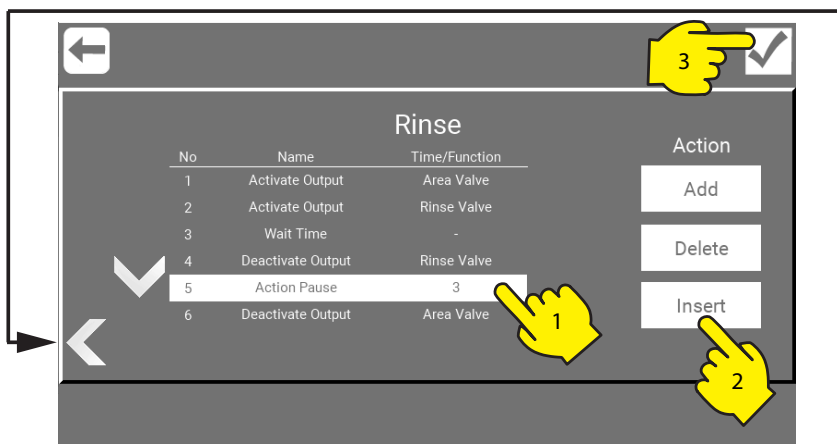 3
Rinse
Action
No Name Time/Function
1 Activate Output Area Valve
Add
2 Activate Output Rinse Valve
3 Wait Time -
Delete
4 Deactivate Output Rinse Valve
5 Action Pause 3
Insert
6 Deactivate Output Area Valve
1
2